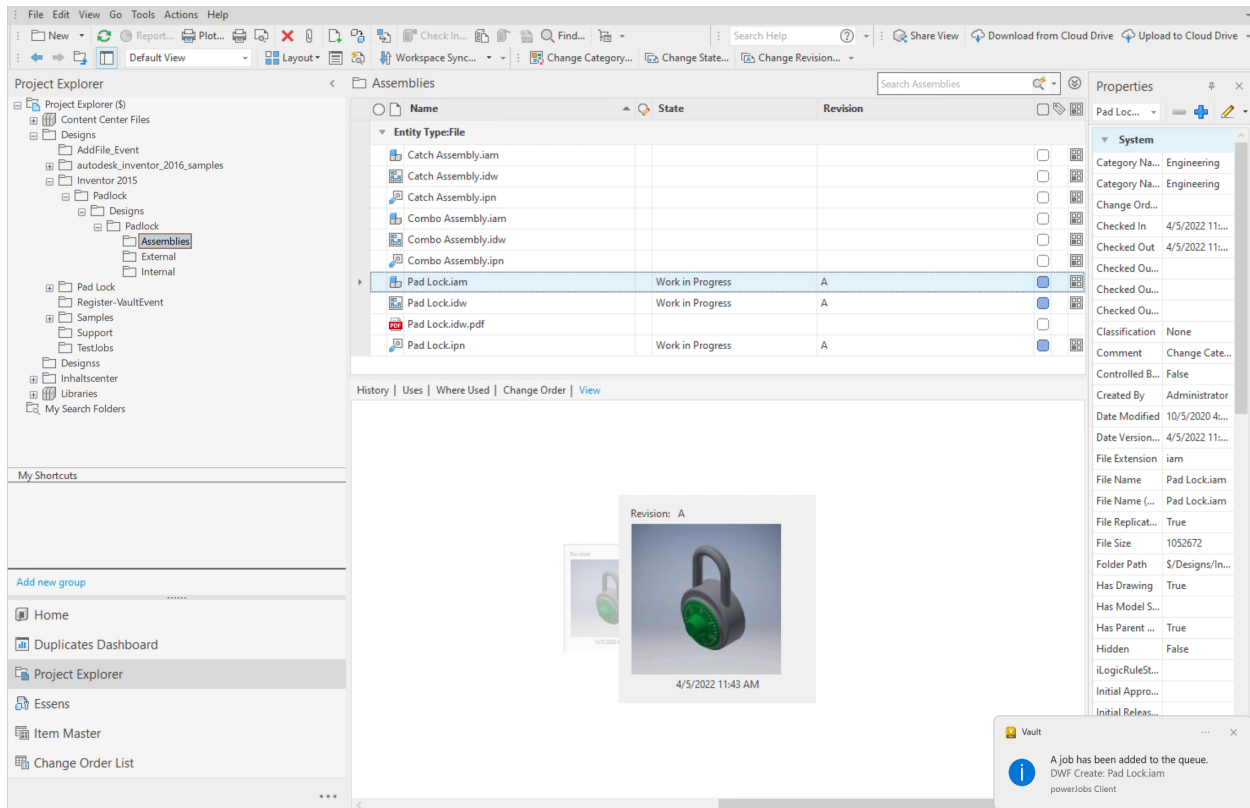 File Edit View Go Tools Actions Help
New Report... Plot... Check In... Find... Search Help Share View Download from Cloud Drive Upload to Cloud Drive
Default View Layout Workspace Sync... Change Category... Change State... Change Revision...
Project Explorer
Project Explorer ($)
Content Center Files
Designs
AddFile_Event
autodesk_inventor_2016_samples
Inventor 2015
Padlock
Designs
Padlock
Assemblies
External
Internal
Pad Lock
Register-VaultEvent
Samples
Support
TestJobs
Designss
Inhaltscenter
Libraries
My Search Folders
My Shortcuts
Add new group
Home
Duplicates Dashboard
Project Explorer
Essens
Item Master
Change Order List
Assemblies Search Assemblies
Name State Revision
Entity Type:File
Catch Assembly.iam
Catch Assembly.idw
Catch Assembly.ipn
Combo Assembly.iam
Combo Assembly.idw
Combo Assembly.ipn
Pad Lock.iam Work in Progress A
Pad Lock.idw Work in Progress A
PDF Pad Lock.idw.pdf
Pad Lock.ipn Work in Progress A
History | Uses | Where Used | Change Order | View
Revision: A
4/5/2022 11:43 AM
Revision
Properties
Pad Loc...
System
Category Na... Engineering
Category Na... Engineering
Change Ord...
Checked In 4/5/2022 11:...
Checked Out 4/5/2022 11:...
Checked Ou...
Checked Ou...
Checked Ou...
Classification None
Comment Change Cate...
Controlled B... False
Created By Administrator
Date Modified 10/5/2020 4:...
Date Version... 4/5/2022 11:...
File Extension iam
File Name Pad Lock.iam
File Name (... Pad Lock.iam
File Replicat... True
File Size 1052672
Folder Path $/Designs/In...
Has Drawing True
Has Model S...
Has Parent ... True
Hidden False
iLogicRuleSt...
Initial Appro...
Initial Releas...
Vault
A job has been added to the queue.
DWF Create: Pad Lock.iam
powerJobs Client